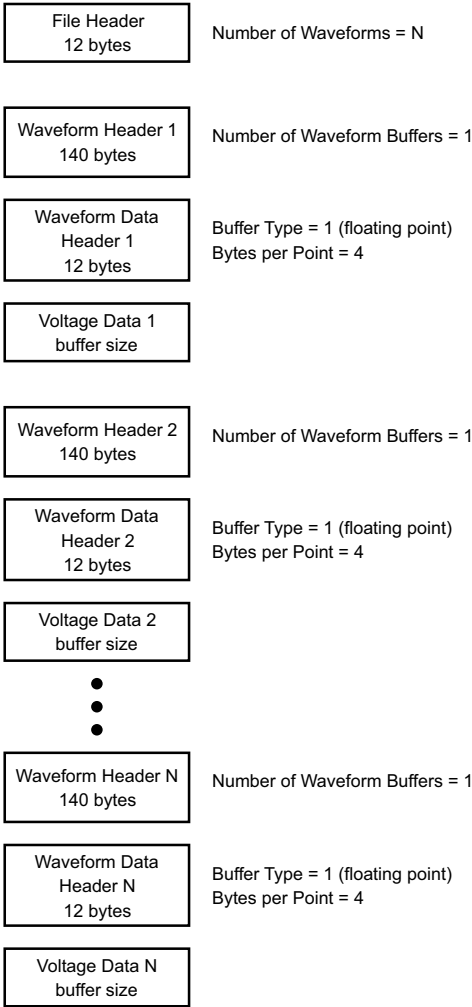 File Header
12 bytes
Number of Waveforms = N
Waveform Header 1
140 bytes
Number of Waveform Buffers = 1
Waveform Data
Header 1
12 bytes
Buffer Type = 1 (floating point)
Bytes per Point = 4
Voltage Data 1
buffer size
Waveform Header 2
140 bytes
Number of Waveform Buffers = 1
Waveform Data
Header 2
12 bytes
Buffer Type = 1 (floating point)
Bytes per Point = 4
Voltage Data 2
buffer size
Waveform Header N
140 bytes
Number of Waveform Buffers = 1
Waveform Data
Header N
12 bytes
Buffer Type = 1 (floating point)
Bytes per Point = 4
Voltage Data N
buffer size